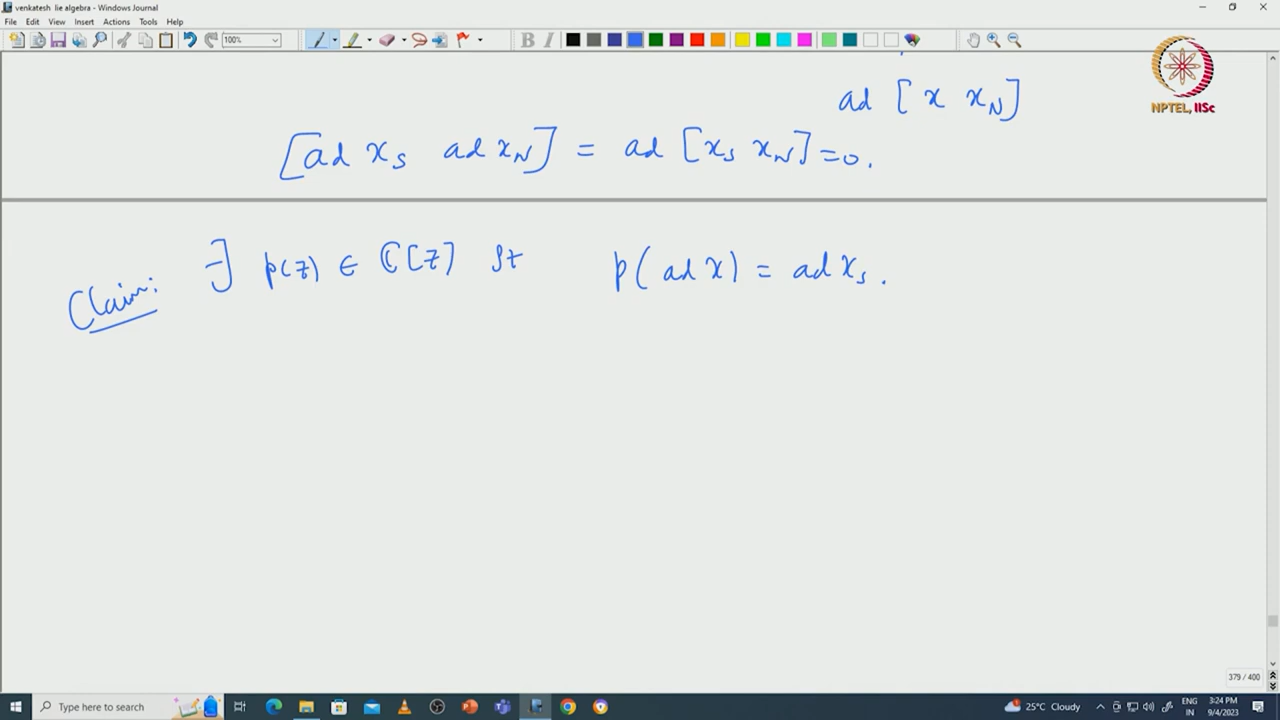 venkatesh lie algebra - Windows Journal
File Edit View Insert Actions Tools Help
100%
B I
NPTEL, IISc
ad [x x_N]
[ad x_S ad x_N] = ad [x_S x_N] = 0.
Claim: ∃ p(z) ∈ ℂ[z] st p(ad x) = ad x_s.
379 / 400
Type here to search
25°C Cloudy
ENG
IN
3:24 PM
9/4/2023